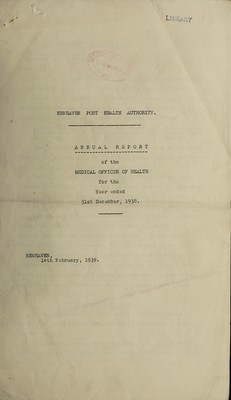 LIBRARY
NEWHAVEN PORT HEALTH AUTHORITY.
ANNUAL REPORT
of the
MEDICAL OFFICER OF HEALTH
for the
Year ended
31st December, 1938.
NEWHAVEN,
14th February, 1939.